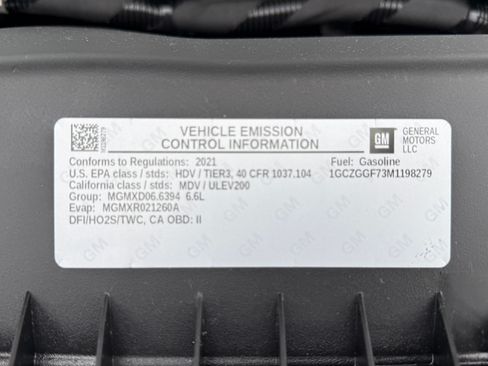 VEHICLE EMISSION
CONTROL INFORMATION
GM
GENERAL
MOTORS
LLC
Conforms to Regulations: 2021
Fuel: Gasoline
U.S. EPA class / stds: HDV / TIER3, 40 CFR 1037.104
1GCZGGF73M1198279
California class / stds: MDV / ULEV200
Group: MGMXD06.6394 6.6L
Evap: MGMXR021260A
DFI/HO2S/TWC, CA OBD: II